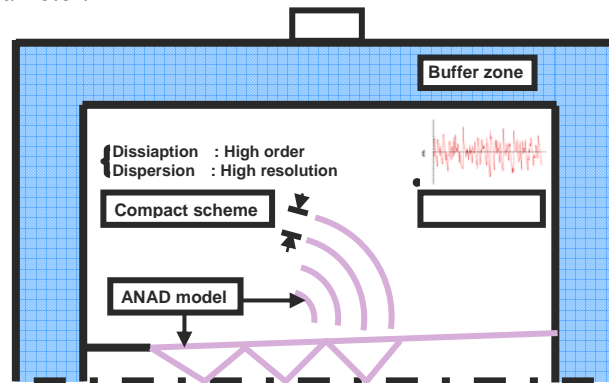 Buffer zone
Dissiaption : High order
Dispersion : High resolution
Compact scheme
ANAD model